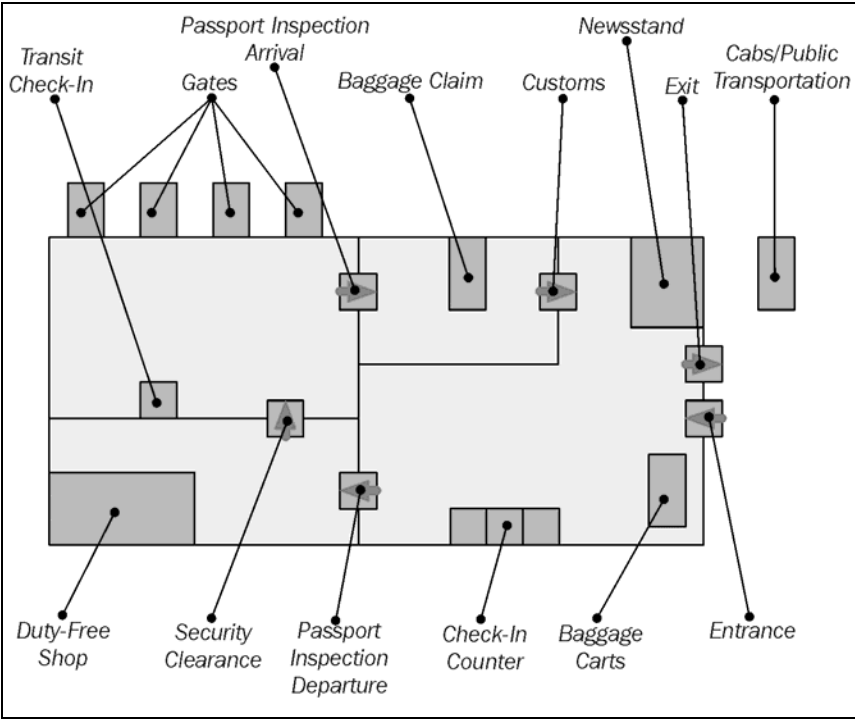 Passport Inspection
Arrival
Newsstand
Transit
Check-In
Gates
Baggage Claim
Customs
Exit
Cabs/Public
Transportation
Duty-Free
Shop
Security
Clearance
Passport
Inspection
Departure
Check-In
Counter
Baggage
Carts
Entrance